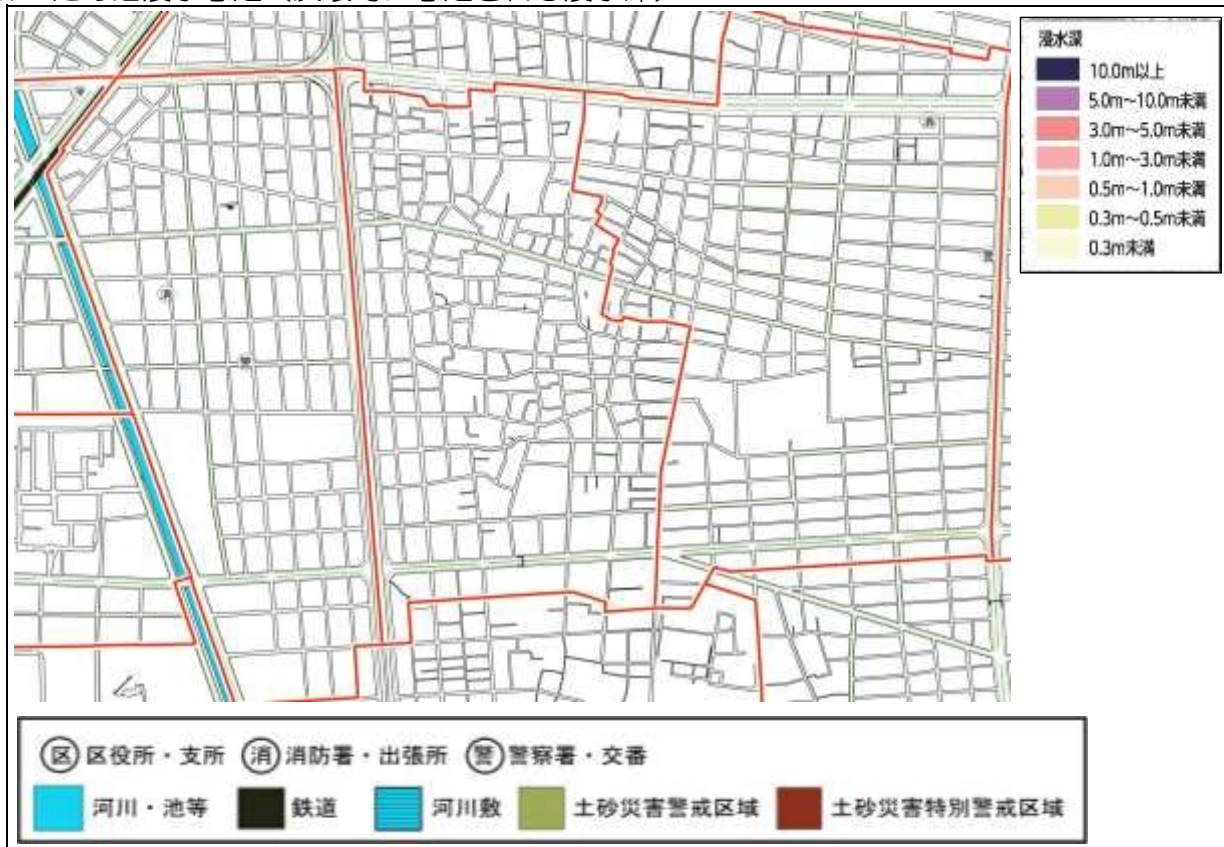 浸水深
10.0m以上
5.0m～10.0m未満
3.0m～5.0m未満
1.0m～3.0m未満
0.5m～1.0m未満
0.3m～0.5m未満
0.3m未満
消
消
警
警
区 区役所・支所 消 消防署・出張所 警 警察署・交番
河川・池等 鉄道 河川敷 土砂災害警戒区域 土砂災害特別警戒区域